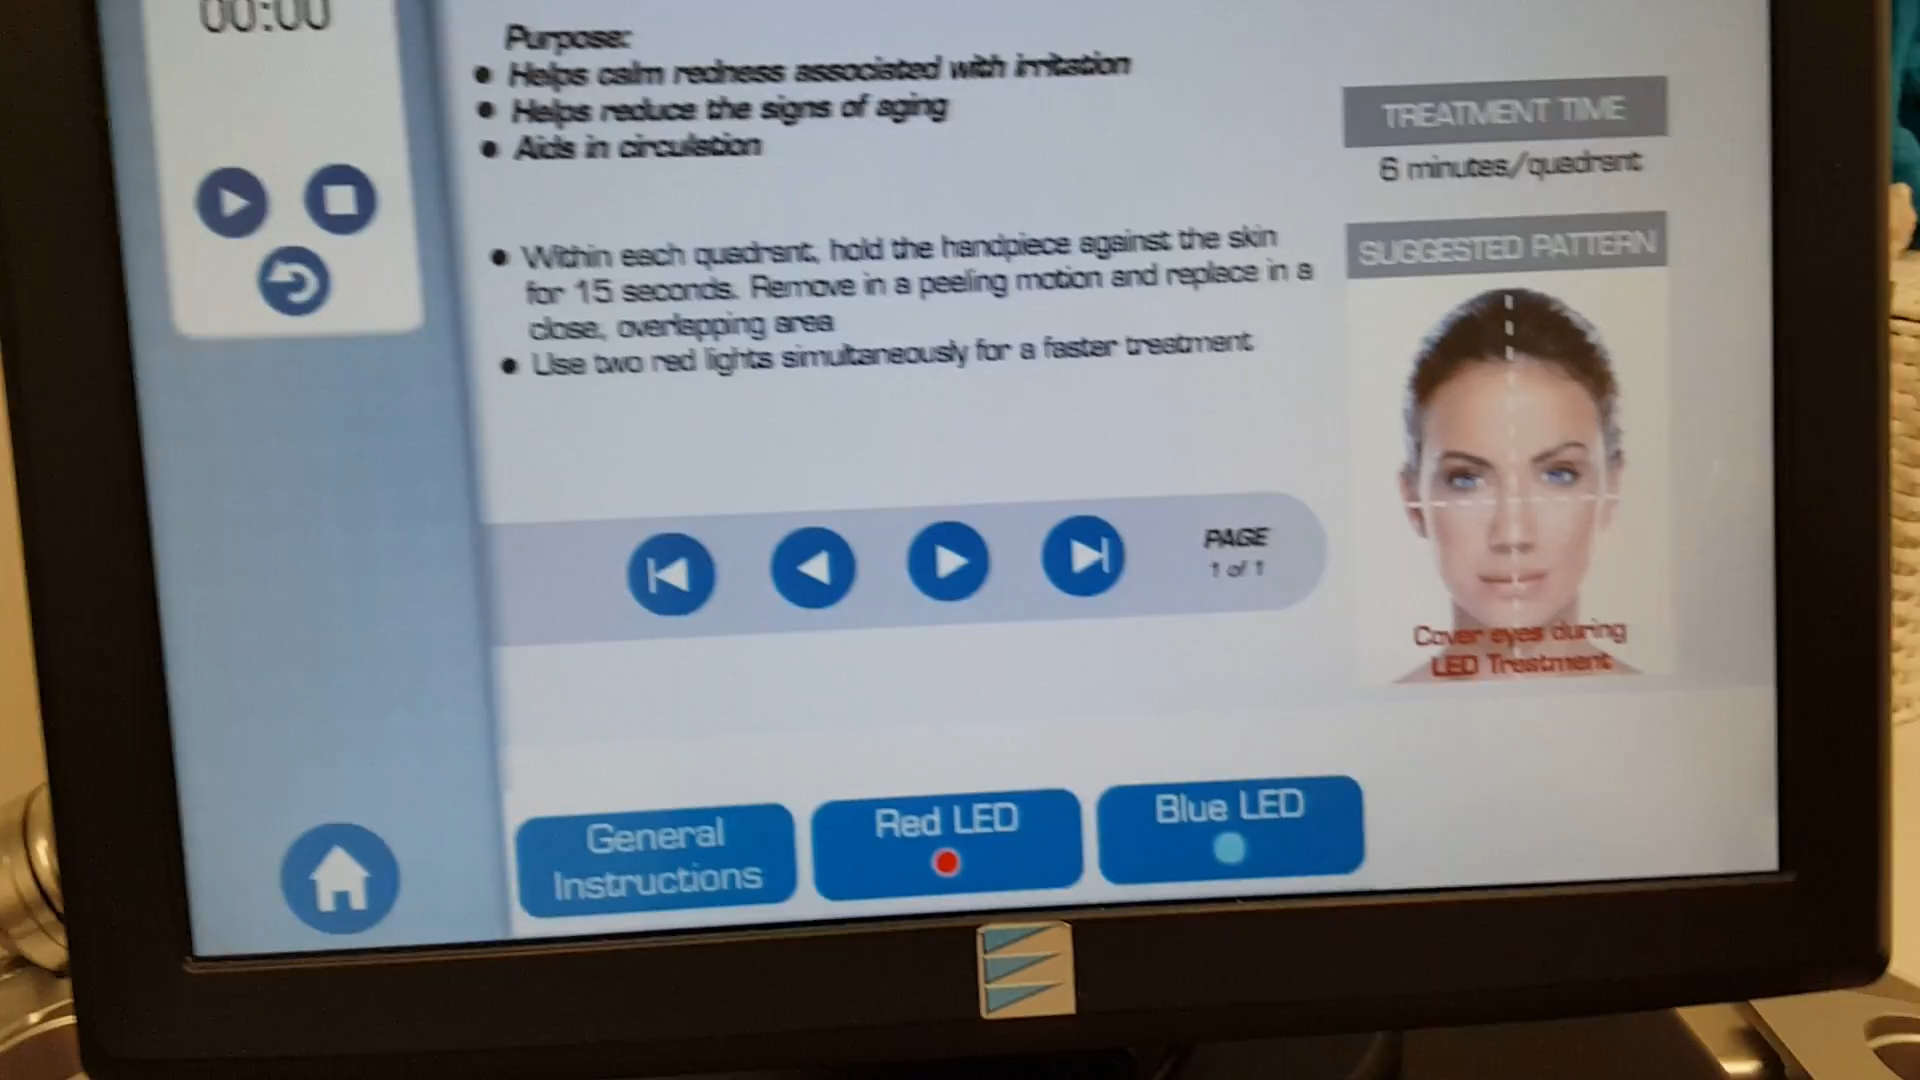 00:00
Purpose:
• Helps calm redness associated with irritation
• Helps reduce the signs of aging
• Aids in circulation
• Within each quadrant, hold the handpiece against the skin
for 15 seconds. Remove in a peeling motion and replace in a
close, overlapping area
• Use two red lights simultaneously for a faster treatment
TREATMENT TIME
6 minutes/quadrant
SUGGESTED PATTERN
Cover eyes during
LED Treatment
PAGE
1 of 1
General
Instructions
Red LED
Blue LED